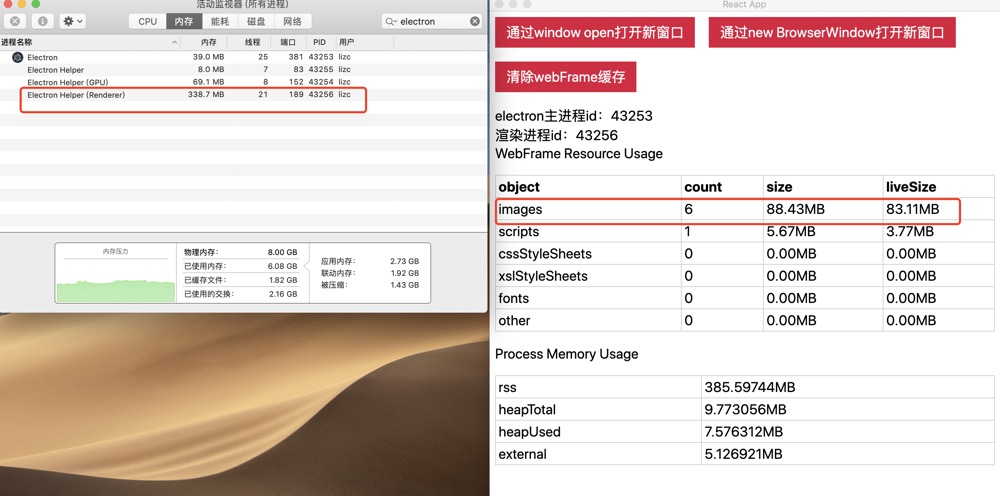 活动监视器 (所有进程)
CPU 内存 能耗 磁盘 网络 electron
进程名称 内存 线程 端口 PID 用户
Electron 39.0 MB 25 381 43253 lizc
Electron Helper 8.0 MB 7 83 43255 lizc
Electron Helper (GPU) 69.1 MB 8 152 43254 lizc
Electron Helper (Renderer) 338.7 MB 21 189 43256 lizc
内存压力
物理内存： 8.00 GB
已使用内存： 6.08 GB
已缓存文件： 1.82 GB
已使用的交换： 2.16 GB
应用内存： 2.73 GB
联动内存： 1.92 GB
被压缩： 1.43 GB
React App
通过window open打开新窗口 通过new BrowserWindow打开新窗口
清除webFrame缓存
electron主进程id：43253
渲染进程id：43256
WebFrame Resource Usage
object count size liveSize
images 6 88.43MB 83.11MB
scripts 1 5.67MB 3.77MB
cssStyleSheets 0 0.00MB 0.00MB
xslStyleSheets 0 0.00MB 0.00MB
fonts 0 0.00MB 0.00MB
other 0 0.00MB 0.00MB
Process Memory Usage
rss 385.59744MB
heapTotal 9.773056MB
heapUsed 7.576312MB
external 5.126921MB